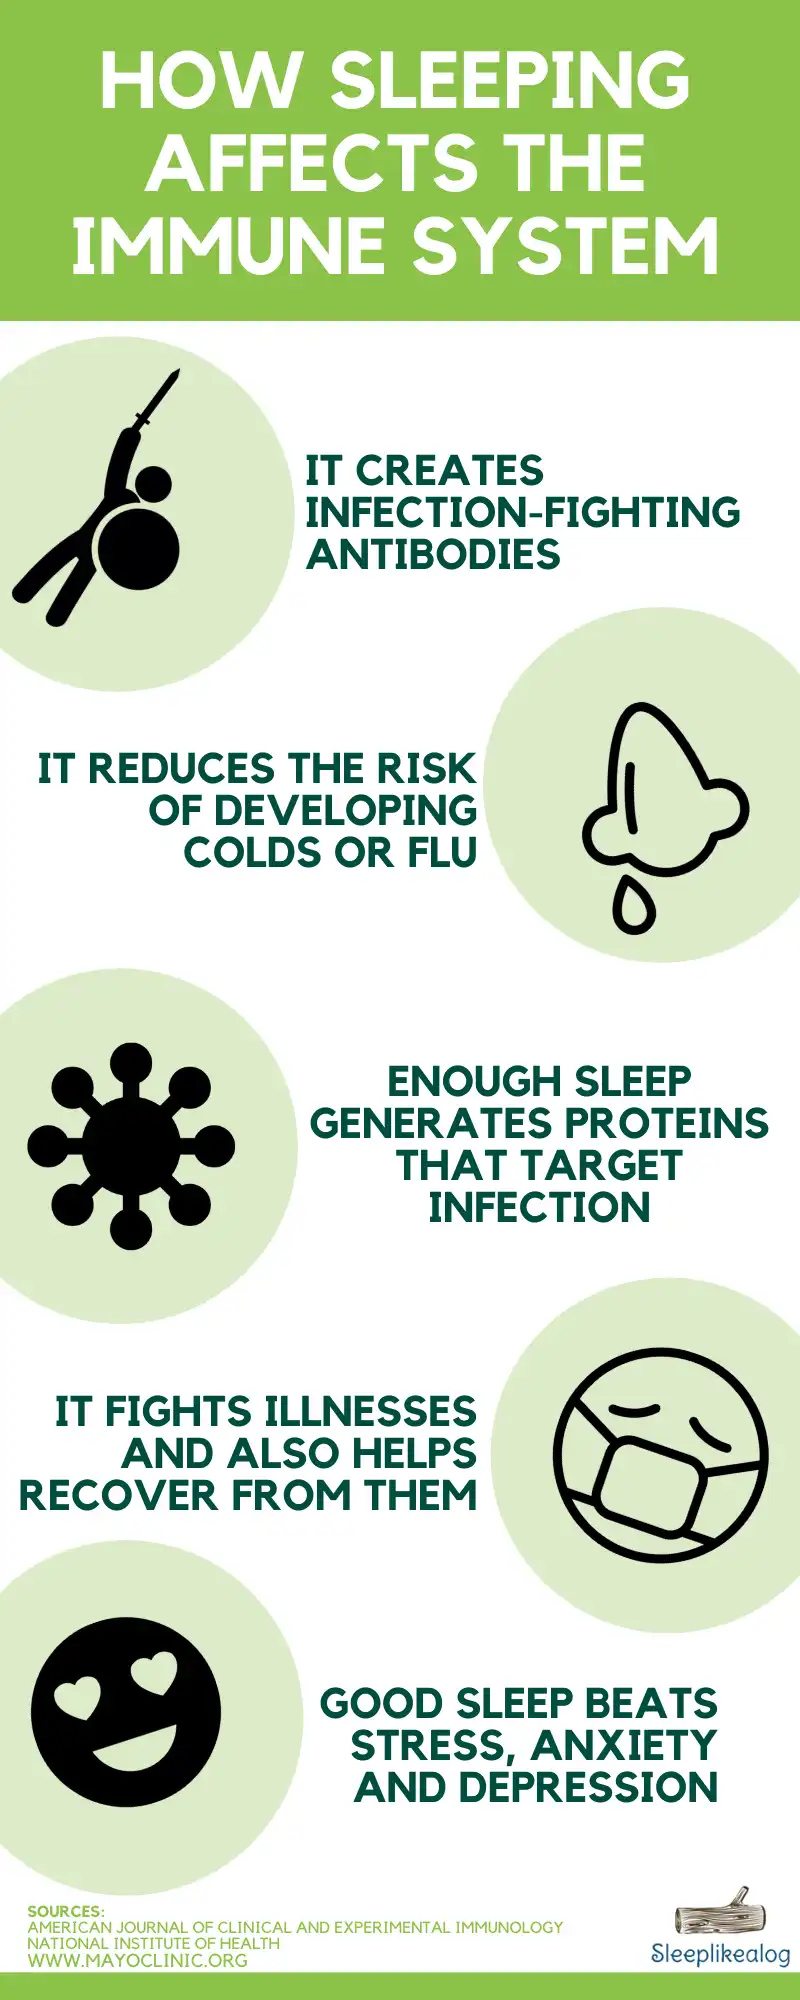 HOW SLEEPING
AFFECTS THE
IMMUNE SYSTEM
IT CREATES
INFECTION-FIGHTING
ANTIBODIES
IT REDUCES THE RISK
OF DEVELOPING
COLDS OR FLU
ENOUGH SLEEP
GENERATES PROTEINS
THAT TARGET
INFECTION
IT FIGHTS ILLNESSES
AND ALSO HELPS
RECOVER FROM THEM
GOOD SLEEP BEATS
STRESS, ANXIETY
AND DEPRESSION
SOURCES:
AMERICAN JOURNAL OF CLINICAL AND EXPERIMENTAL IMMUNOLOGY
NATIONAL INSTITUTE OF HEALTH
WWW.MAYOCLINIC.ORG
Sleeplikealog